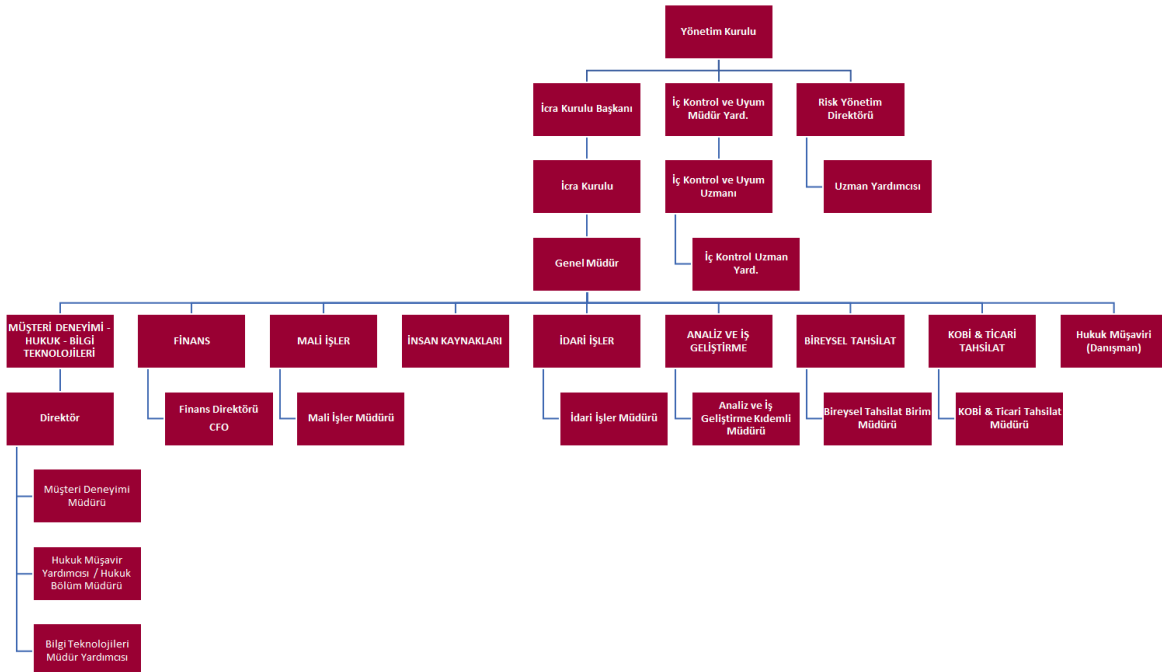 Yönetim Kurulu
İcra Kurulu Başkanı
İç Kontrol ve Uyum
Müdür Yard.
Risk Yönetim
Direktörü
İcra Kurulu
İç Kontrol ve Uyum
Uzmanı
Uzman Yardımcısı
Genel Müdür
İç Kontrol Uzman
Yard.
MÜŞTERİ DENEYİMİ -
HUKUK - BİLGİ
TEKNOLOJİLERİ
FİNANS
MALİ İŞLER
İNSAN KAYNAKLARI
İDARİ İŞLER
ANALİZ VE İŞ
GELİŞTİRME
BİREYSEL TAHSİLAT
KOBİ & TİCARİ
TAHSİLAT
Hukuk Müşaviri
(Danışman)
Direktör
Finans Direktörü
CFO
Mali İşler Müdürü
İdari İşler Müdürü
Analiz ve İş
Geliştirme Kıdemli
Müdürü
Bireysel Tahsilat Birim
Müdürü
KOBİ & Ticari Tahsilat
Müdürü
Müşteri Deneyimi
Müdürü
Hukuk Müşavir
Yardımcısı / Hukuk
Bölüm Müdürü
Bilgi Teknolojileri
Müdür Yardımcısı